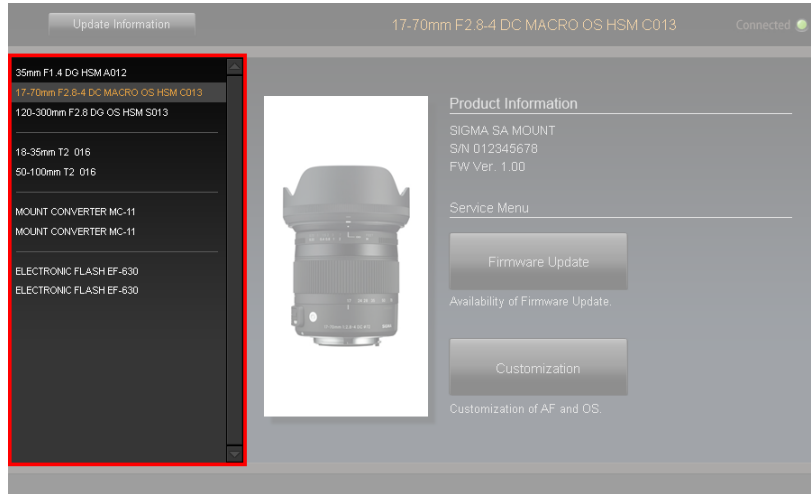 Update Information
17-70mm F2.8-4 DC MACRO OS HSM C013
Connected
35mm F1.4 DG HSM A012
17-70mm F2.8-4 DC MACRO OS HSM C013
120-300mm F2.8 DG OS HSM S013
18-35mm T2 016
50-100mm T2 016
MOUNT CONVERTER MC-11
MOUNT CONVERTER MC-11
ELECTRONIC FLASH EF-630
ELECTRONIC FLASH EF-630
Product Information
SIGMA SA MOUNT
S/N 012345678
FW Ver. 1.00
Service Menu
Firmware Update
Availability of Firmware Update.
Customization
Customization of AF and OS.